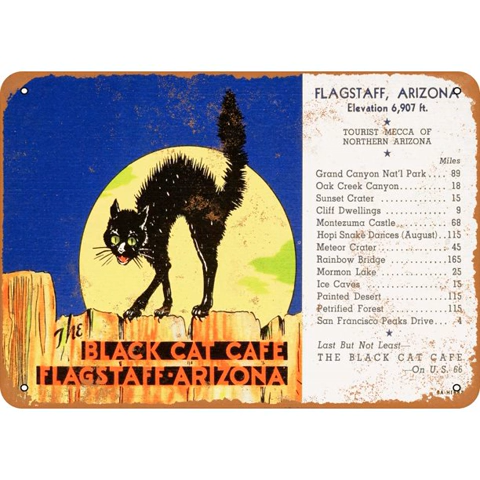 The
BLACK CAT CAFE
FLAGSTAFF-ARIZONA
FLAGSTAFF, ARIZONA
Elevation 6,907 ft.
★
TOURIST MECCA OF
NORTHERN ARIZONA
★
Miles
Grand Canyon Nat'l Park.... 89
Oak Creek Canyon....... 18
Sunset Crater ........... 15
Cliff Dwellings ........... 9
Montezuma Castle....... 68
Hopi Snake Dances (August)...115
Meteor Crater ........... 45
Rainbow Bridge .........165
Mormon Lake ........... 25
Ice Caves .............. 15
Painted Desert ..........115
Petrified Forest..........115
San Francisco Peaks Drive... 4
★
Last But Not Least—
THE BLACK CAT CAFE
On U. S. 66